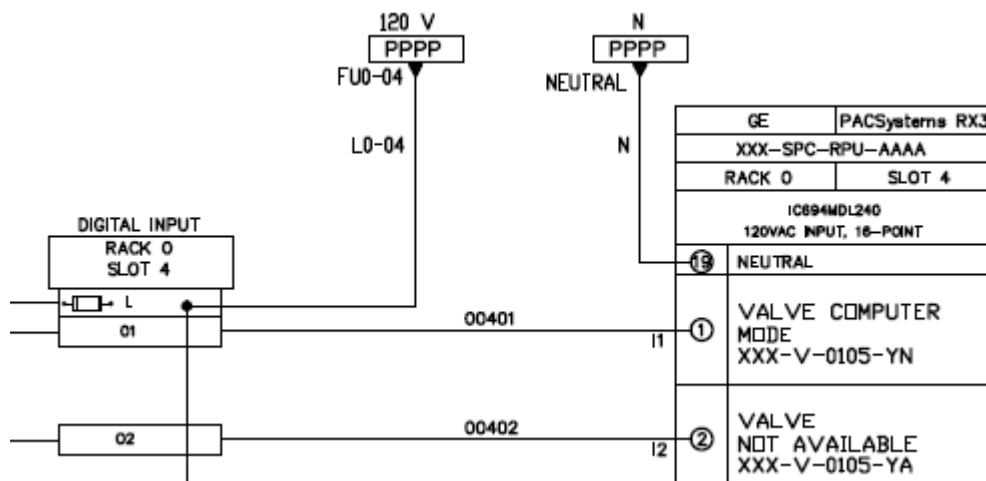 120 V
PPPP
FU0-04
L0-04
N
PPPP
NEUTRAL
N
GE
PACSystems RX3
XXX-SPC-RPU-AAAA
RACK 0
SLOT 4
IC694MDL240
120VAC INPUT, 16-POINT
19
NEUTRAL
DIGITAL INPUT
RACK 0
SLOT 4
L
01
00401
I1
1
VALVE COMPUTER
MODE
XXX-V-0105-YN
02
00402
I2
2
VALVE
NOT AVAILABLE
XXX-V-0105-YA